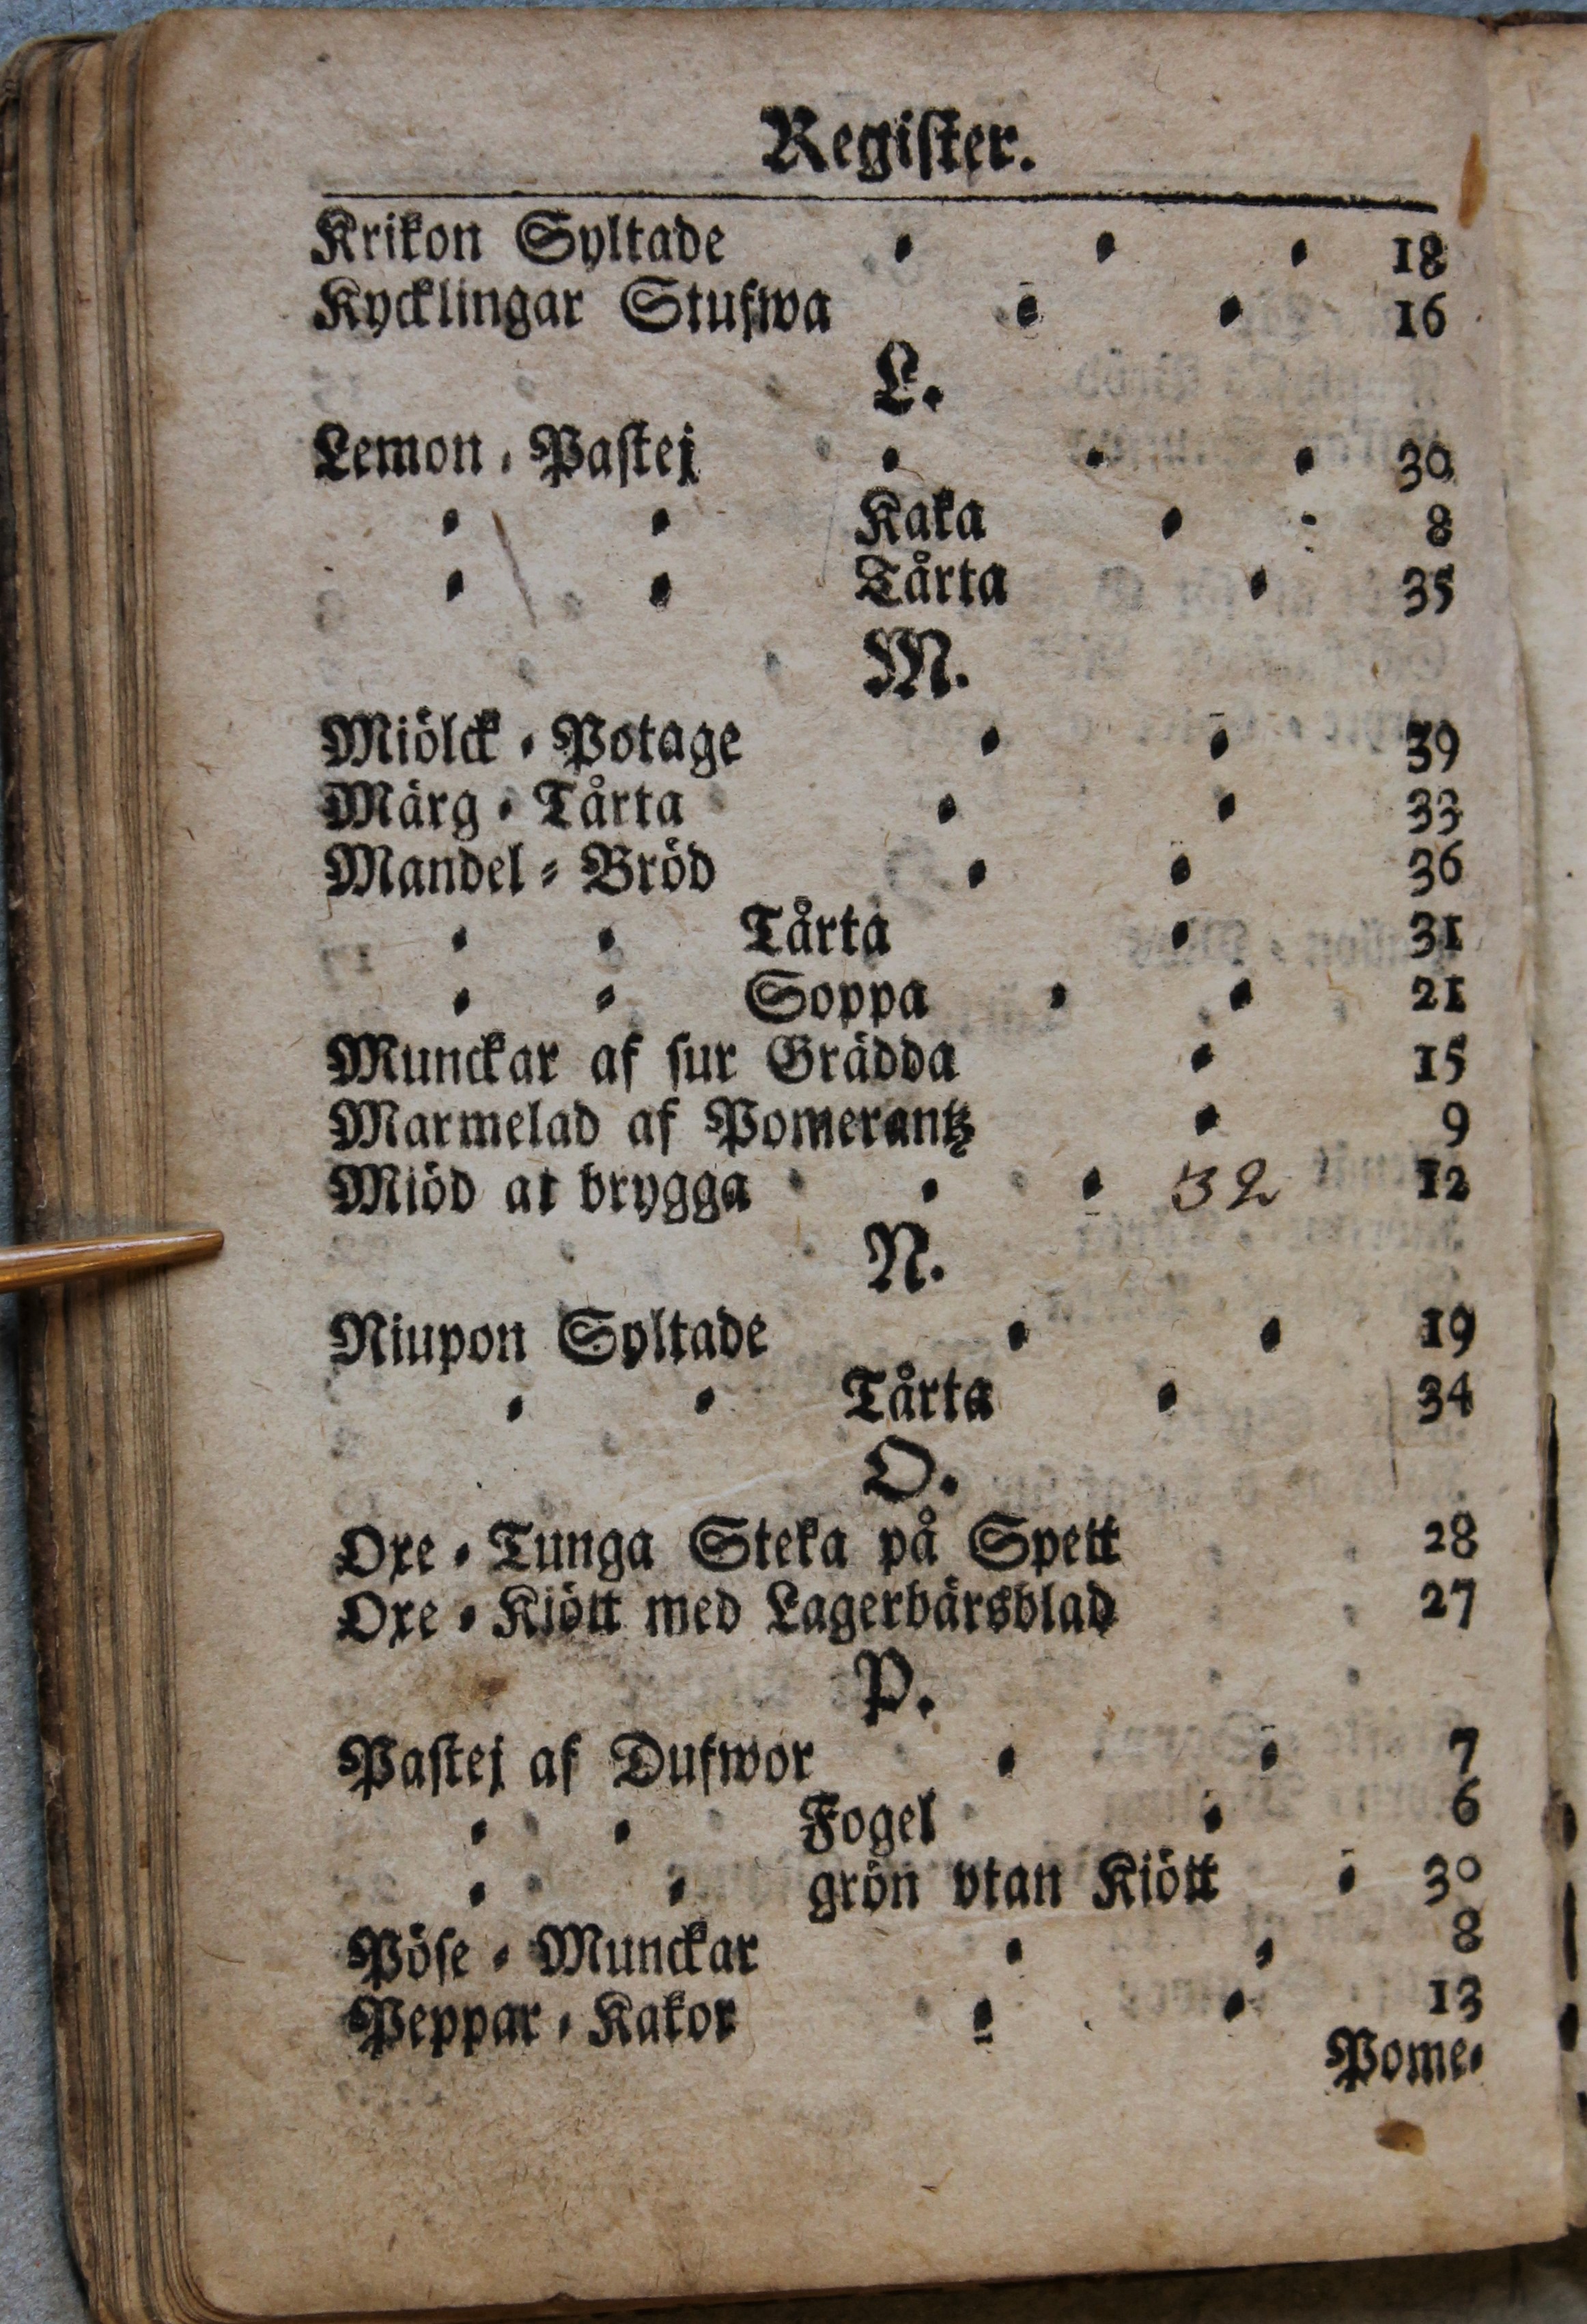 Register.
Krikon Syltade 18
Kycklingar Stufwa 16
L.
Lemon-Pastej 30
Kaka 8
Tårta 35
M.
Miölck-Potage 39
Märg-Tårta 33
Mandel-Bröd 36
Tårta 31
Soppa 21
Munckar af sur Grädda 15
Marmelad af Pomerantz 9
Miöd at brygga 32 12
N.
Niupon Syltade 19
Tårta 34
O.
Oxe-Tunga Steka på Spett 28
Oxe-Kiött med Lagerbärsblad 27
P.
Pastej af Dufwor 7
Fogel 6
grön vtan Kiött 30
Pöse-Munckar 8
Peppar-Kakor 13
Pome-